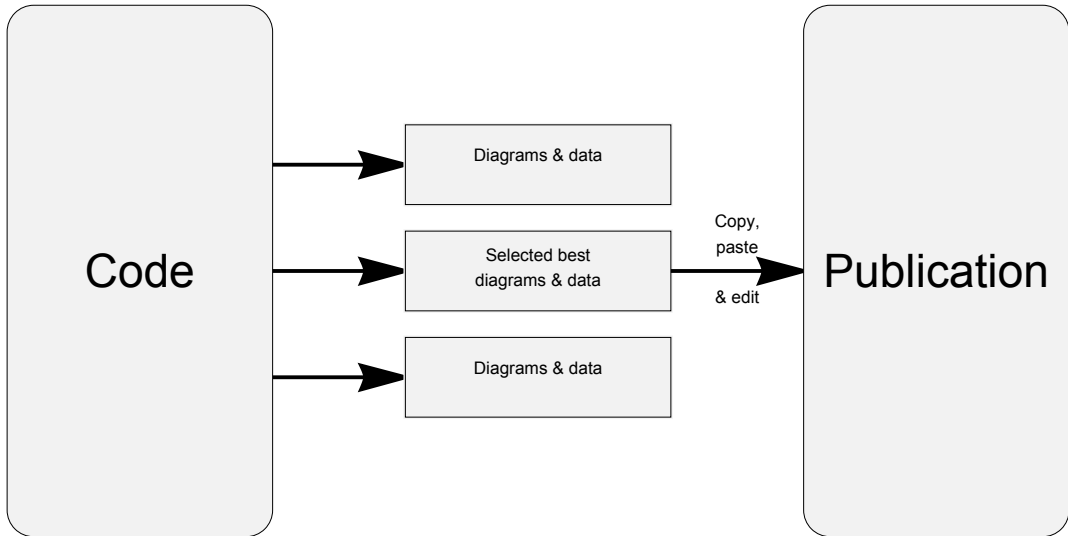 Code
Diagrams & data
Selected best
diagrams & data
Diagrams & data
Copy,
paste
& edit
Publication